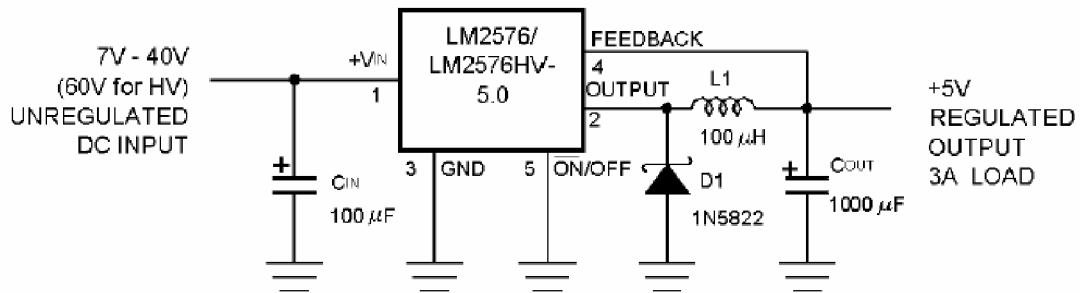 7V - 40V
(60V for HV)
UNREGULATED
DC INPUT
+VIN
1
LM2576/
LM2576HV-
5.0
FEEDBACK
4
OUTPUT
2
L1
100 μH
+5V
REGULATED
OUTPUT
3A LOAD
3
GND
5
O̅N̅/OFF
+
CIN
100 μF
D1
1N5822
+
COUT
1000 μF